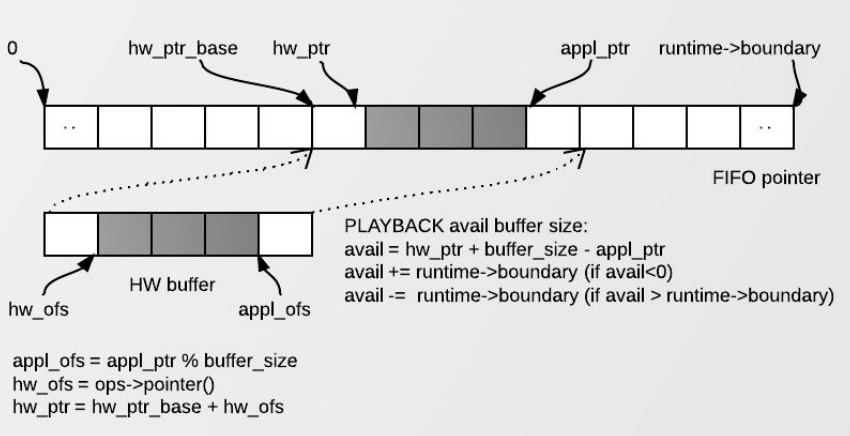 0 hw_ptr_base hw_ptr appl_ptr runtime->boundary
.. ..
FIFO pointer
PLAYBACK avail buffer size:
avail = hw_ptr + buffer_size - appl_ptr
avail += runtime->boundary (if avail<0)
avail -= runtime->boundary (if avail > runtime->boundary)
HW buffer
hw_ofs appl_ofs
appl_ofs = appl_ptr % buffer_size
hw_ofs = ops->pointer()
hw_ptr = hw_ptr_base + hw_ofs